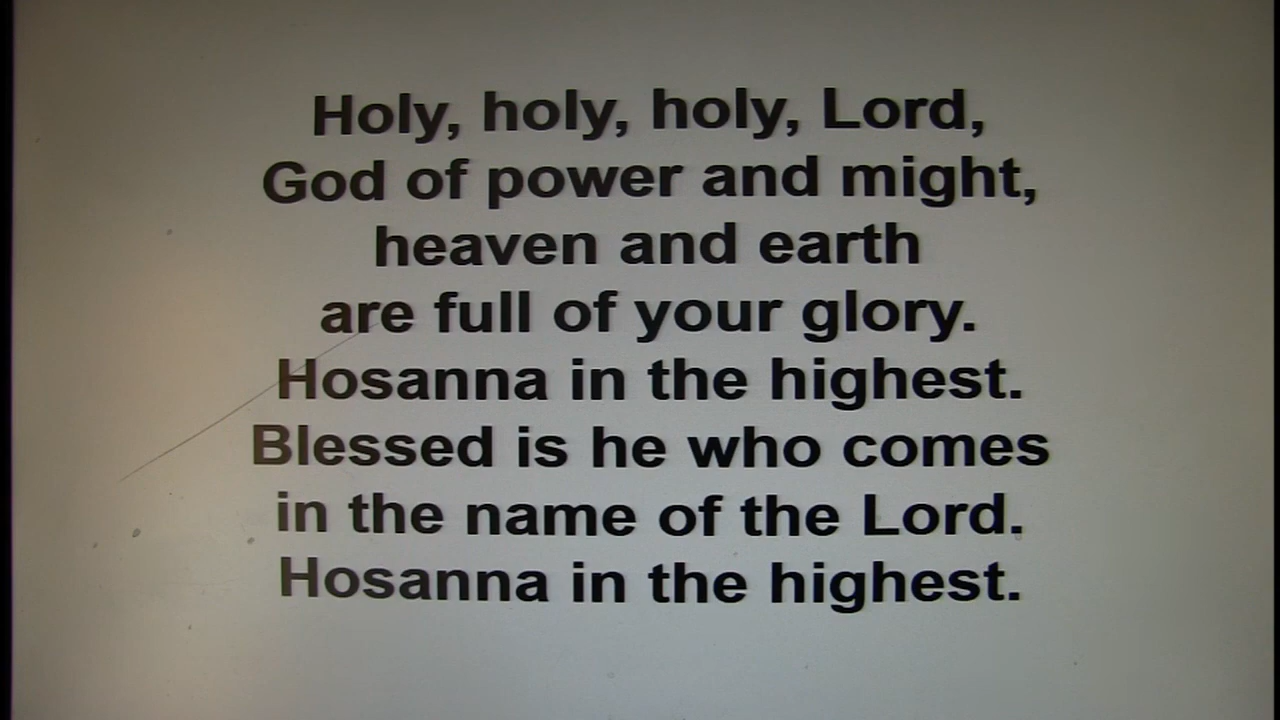 Holy, holy, holy, Lord,
God of power and might,
heaven and earth
are full of your glory.
Hosanna in the highest.
Blessed is he who comes
in the name of the Lord.
Hosanna in the highest.